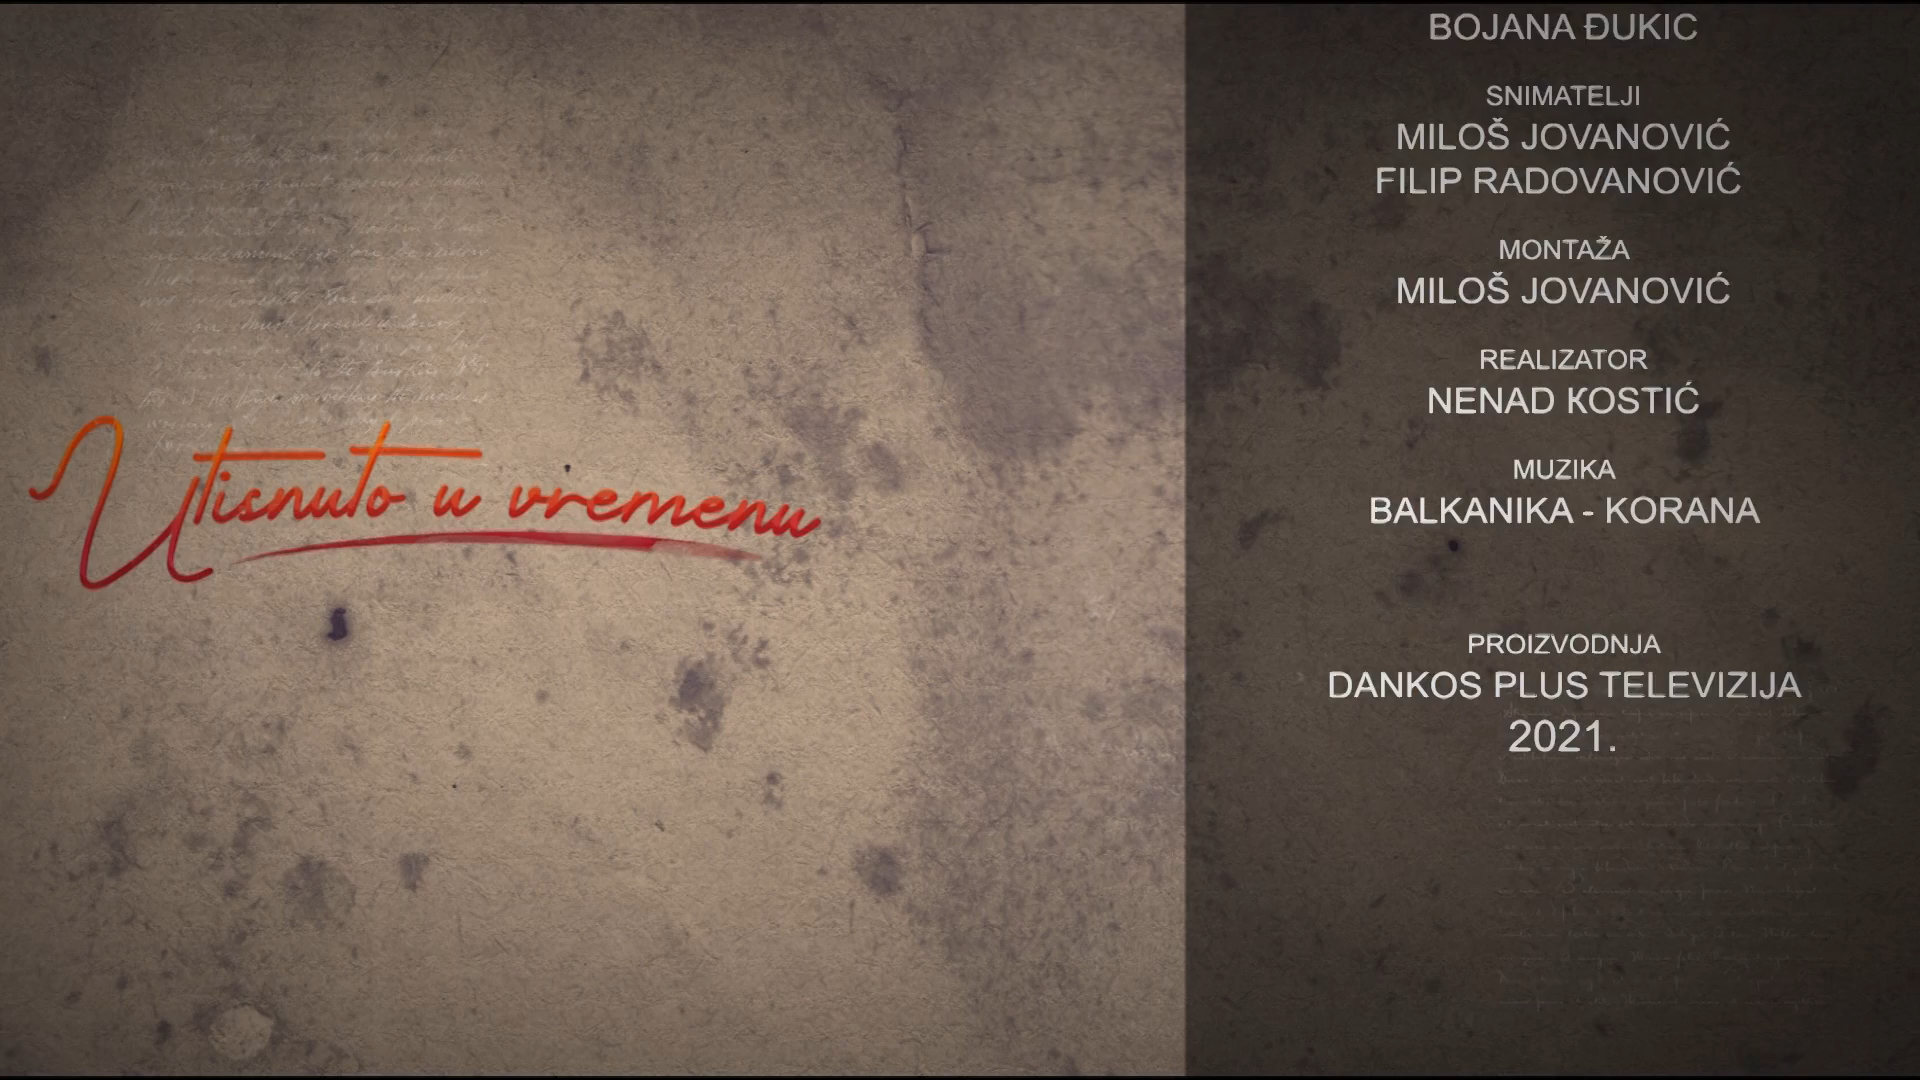 Utisnuto u vremenu
BOJANA ĐUKIC
SNIMATELJI
MILOŠ JOVANOVIĆ
FILIP RADOVANOVIĆ
MONTAŽA
MILOŠ JOVANOVIĆ
REALIZATOR
NENAD KOSTIĆ
MUZIKA
BALKANIKA - KORANA
PROIZVODNJA
DANKOS PLUS TELEVIZIJA
2021.